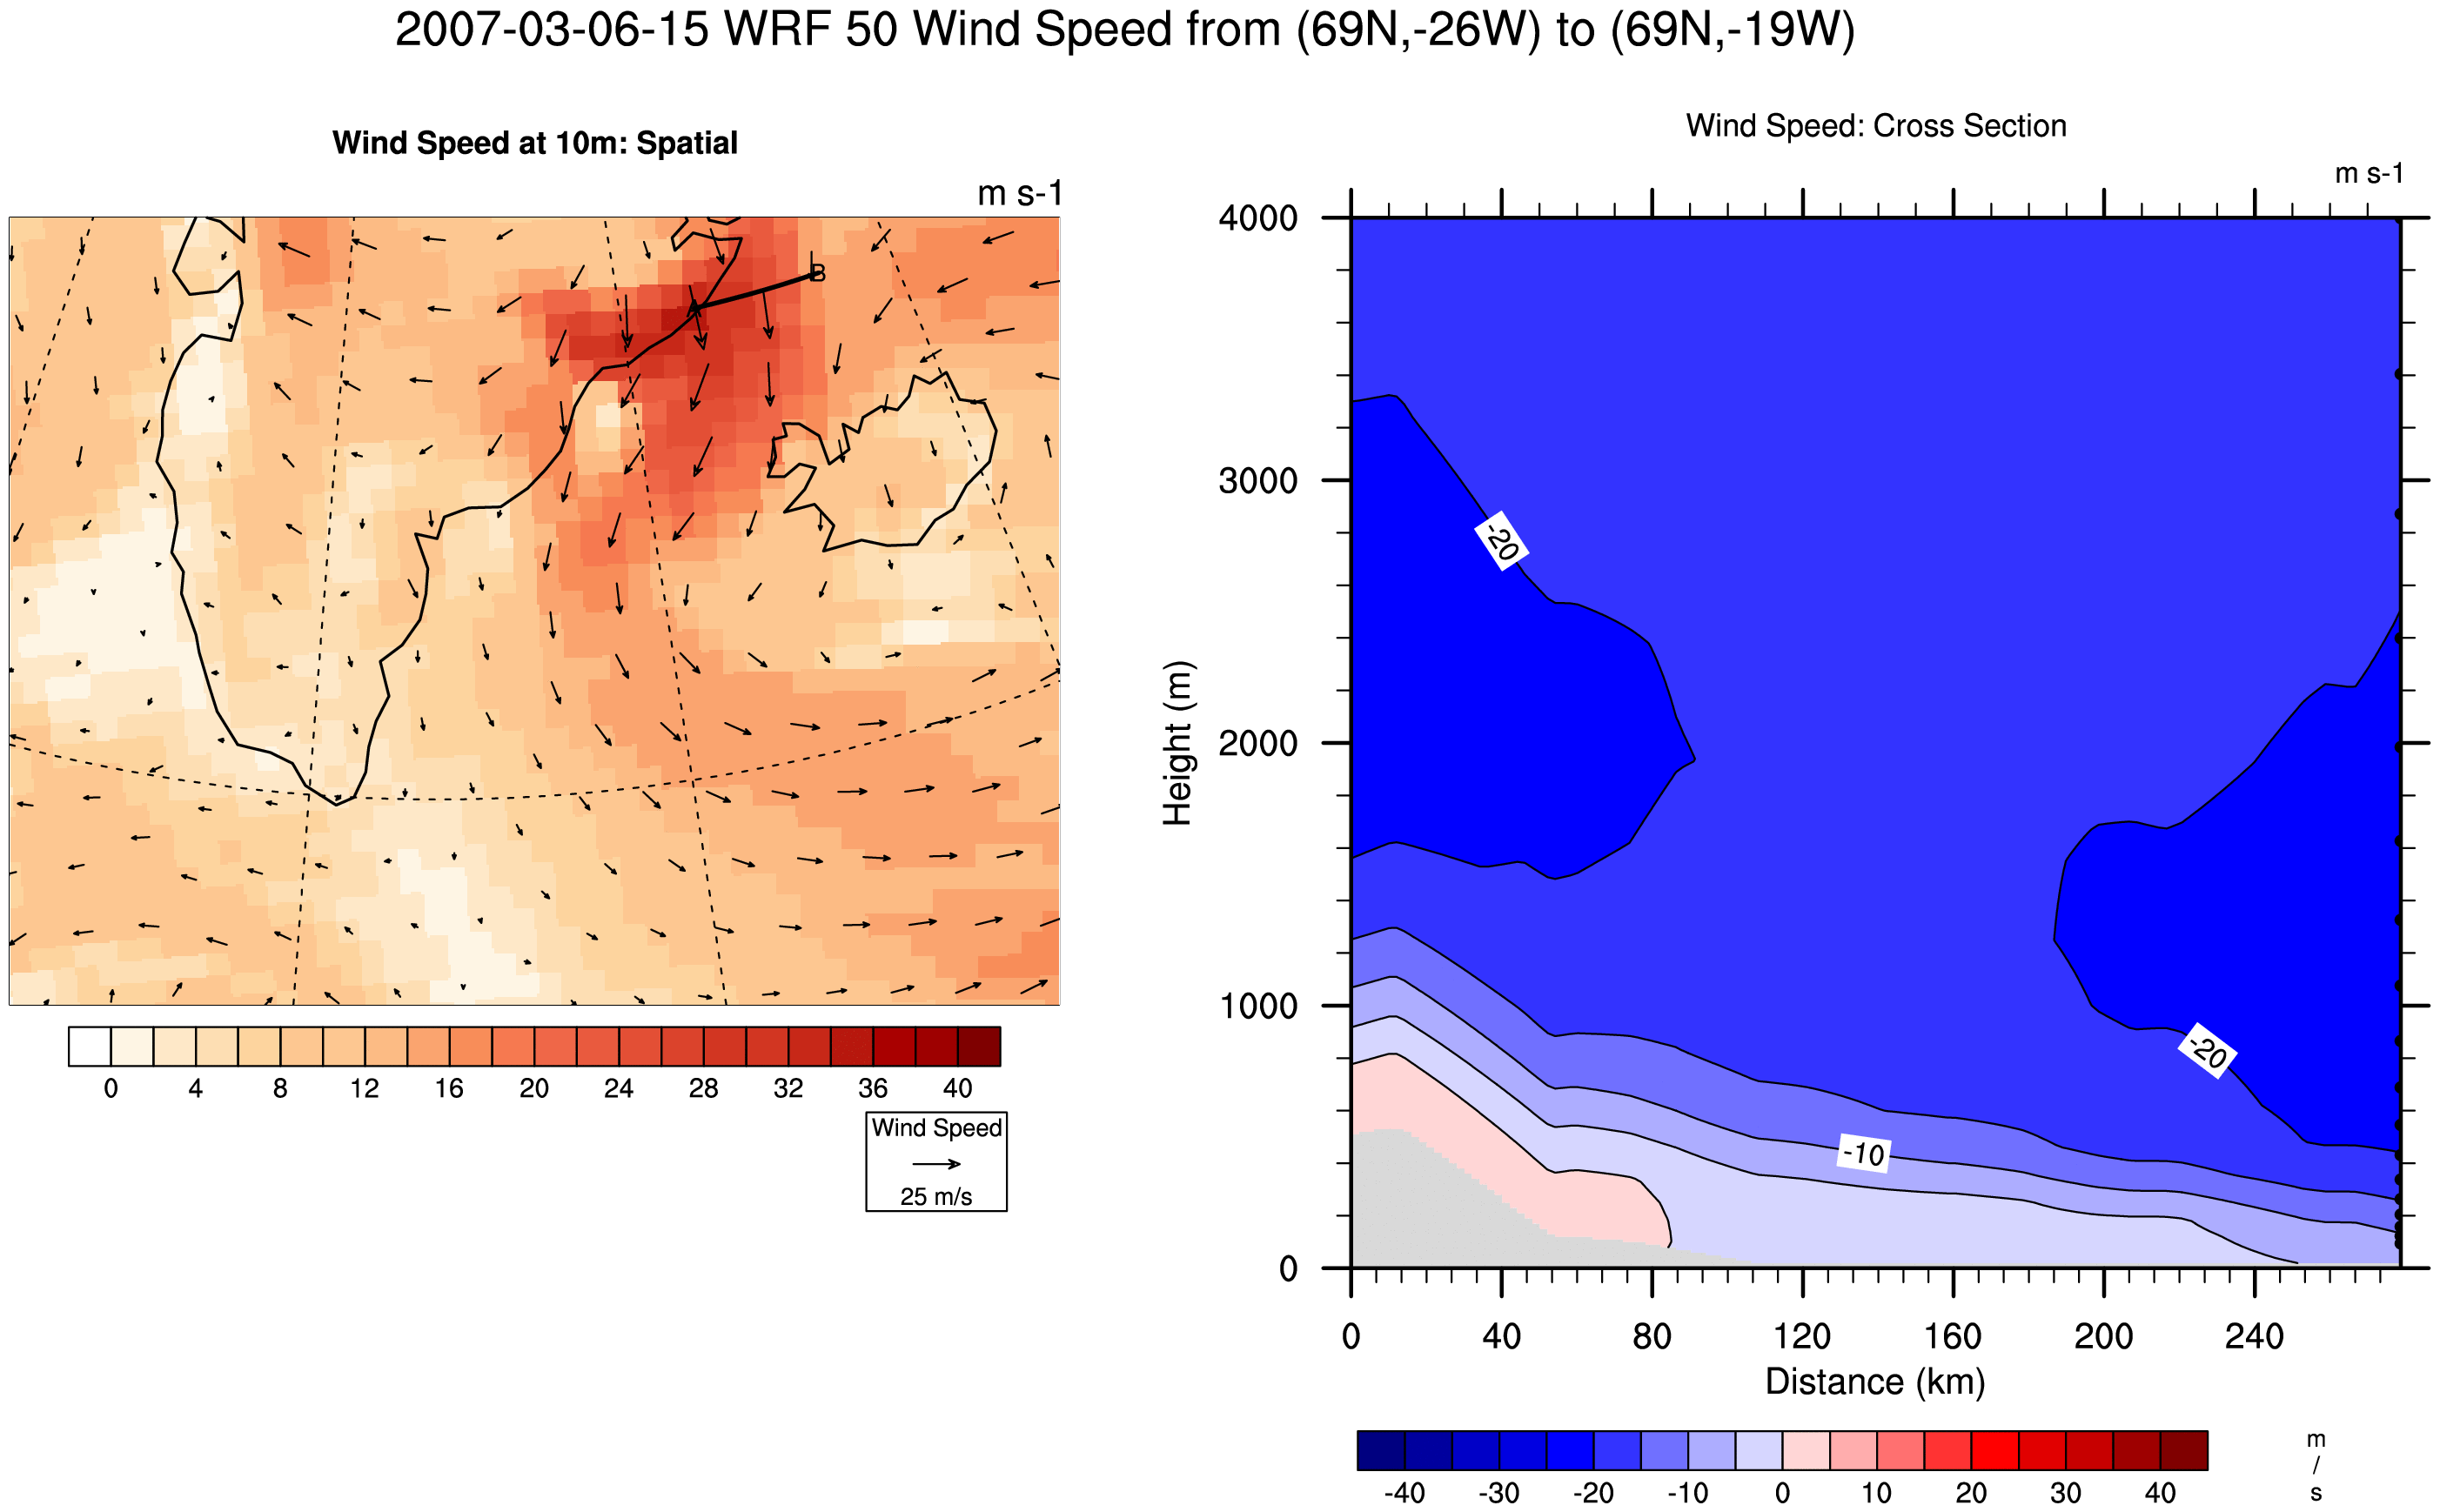 2007-03-06-15 WRF 50 Wind Speed from (69N,-26W) to (69N,-19W)
Wind Speed at 10m: Spatial
m s-1
A
B
0 4 8 12 16 20 24 28 32 36 40
Wind Speed
25 m/s
Wind Speed: Cross Section
m s-1
4000
3000
2000
1000
0
Height (m)
-20
-20
-10
0 40 80 120 160 200 240
Distance (km)
-40 -30 -20 -10 0 10 20 30 40
m
/
s